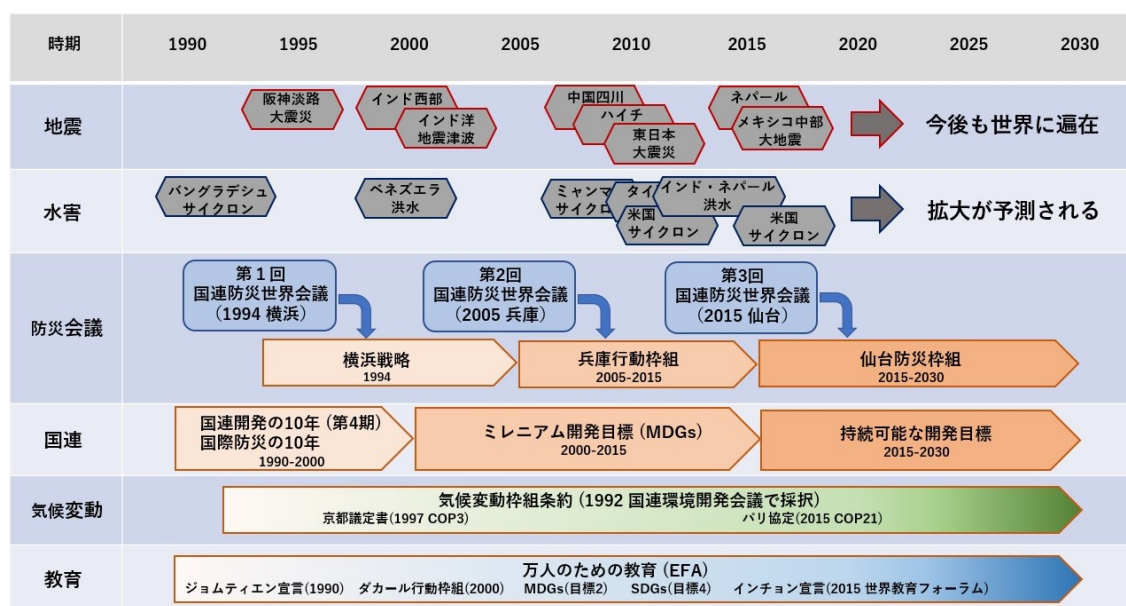 時期
1990
1995
2000
2005
2010
2015
2020
2025
2030
地震
阪神淡路
大震災
インド西部
インド洋
地震津波
中国四川
ハイチ
東日本
大震災
ネパール
メキシコ中部
大地震
今後も世界に遍在
水害
バングラデシュ
サイクロン
ベネズエラ
洪水
ミャンマ
サイクロ
タイ
米国
サイクロン
インド・ネパール
洪水
米国
サイクロン
拡大が予測される
防災会議
第1回
国連防災世界会議
(1994 横浜)
第2回
国連防災世界会議
(2005 兵庫)
第3回
国連防災世界会議
(2015 仙台)
横浜戦略
1994
兵庫行動枠組
2005-2015
仙台防災枠組
2015-2030
国連
国連開発の10年 (第4期)
国際防災の10年
1990-2000
ミレニアム開発目標 (MDGs)
2000-2015
持続可能な開発目標
2015-2030
気候変動
気候変動枠組条約 (1992 国連環境開発会議で採択)
京都議定書(1997 COP3)
パリ協定(2015 COP21)
教育
万人のための教育 (EFA)
ジョムティエン宣言(1990) ダカール行動枠組(2000) MDGs(目標2) SDGs(目標4) インチョン宣言(2015 世界教育フォーラム)